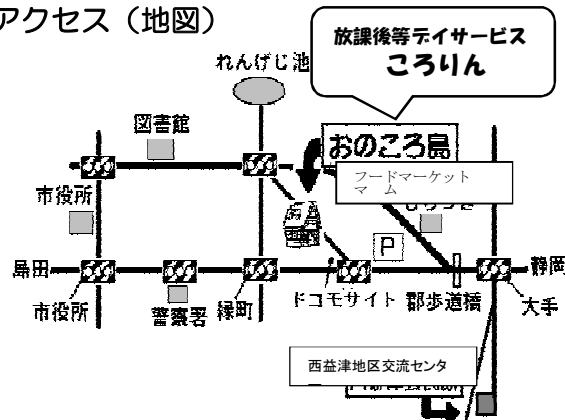 アクセス（地図）
放課後等デイサービス
ころりん
れんげじ池
図書館
おのころ島
フードマーケット
マーム
市役所
P
島田
静岡
市役所
警察署
緑町
ドコモサイト
郡歩道橋
大手
西益津地区交流センタ